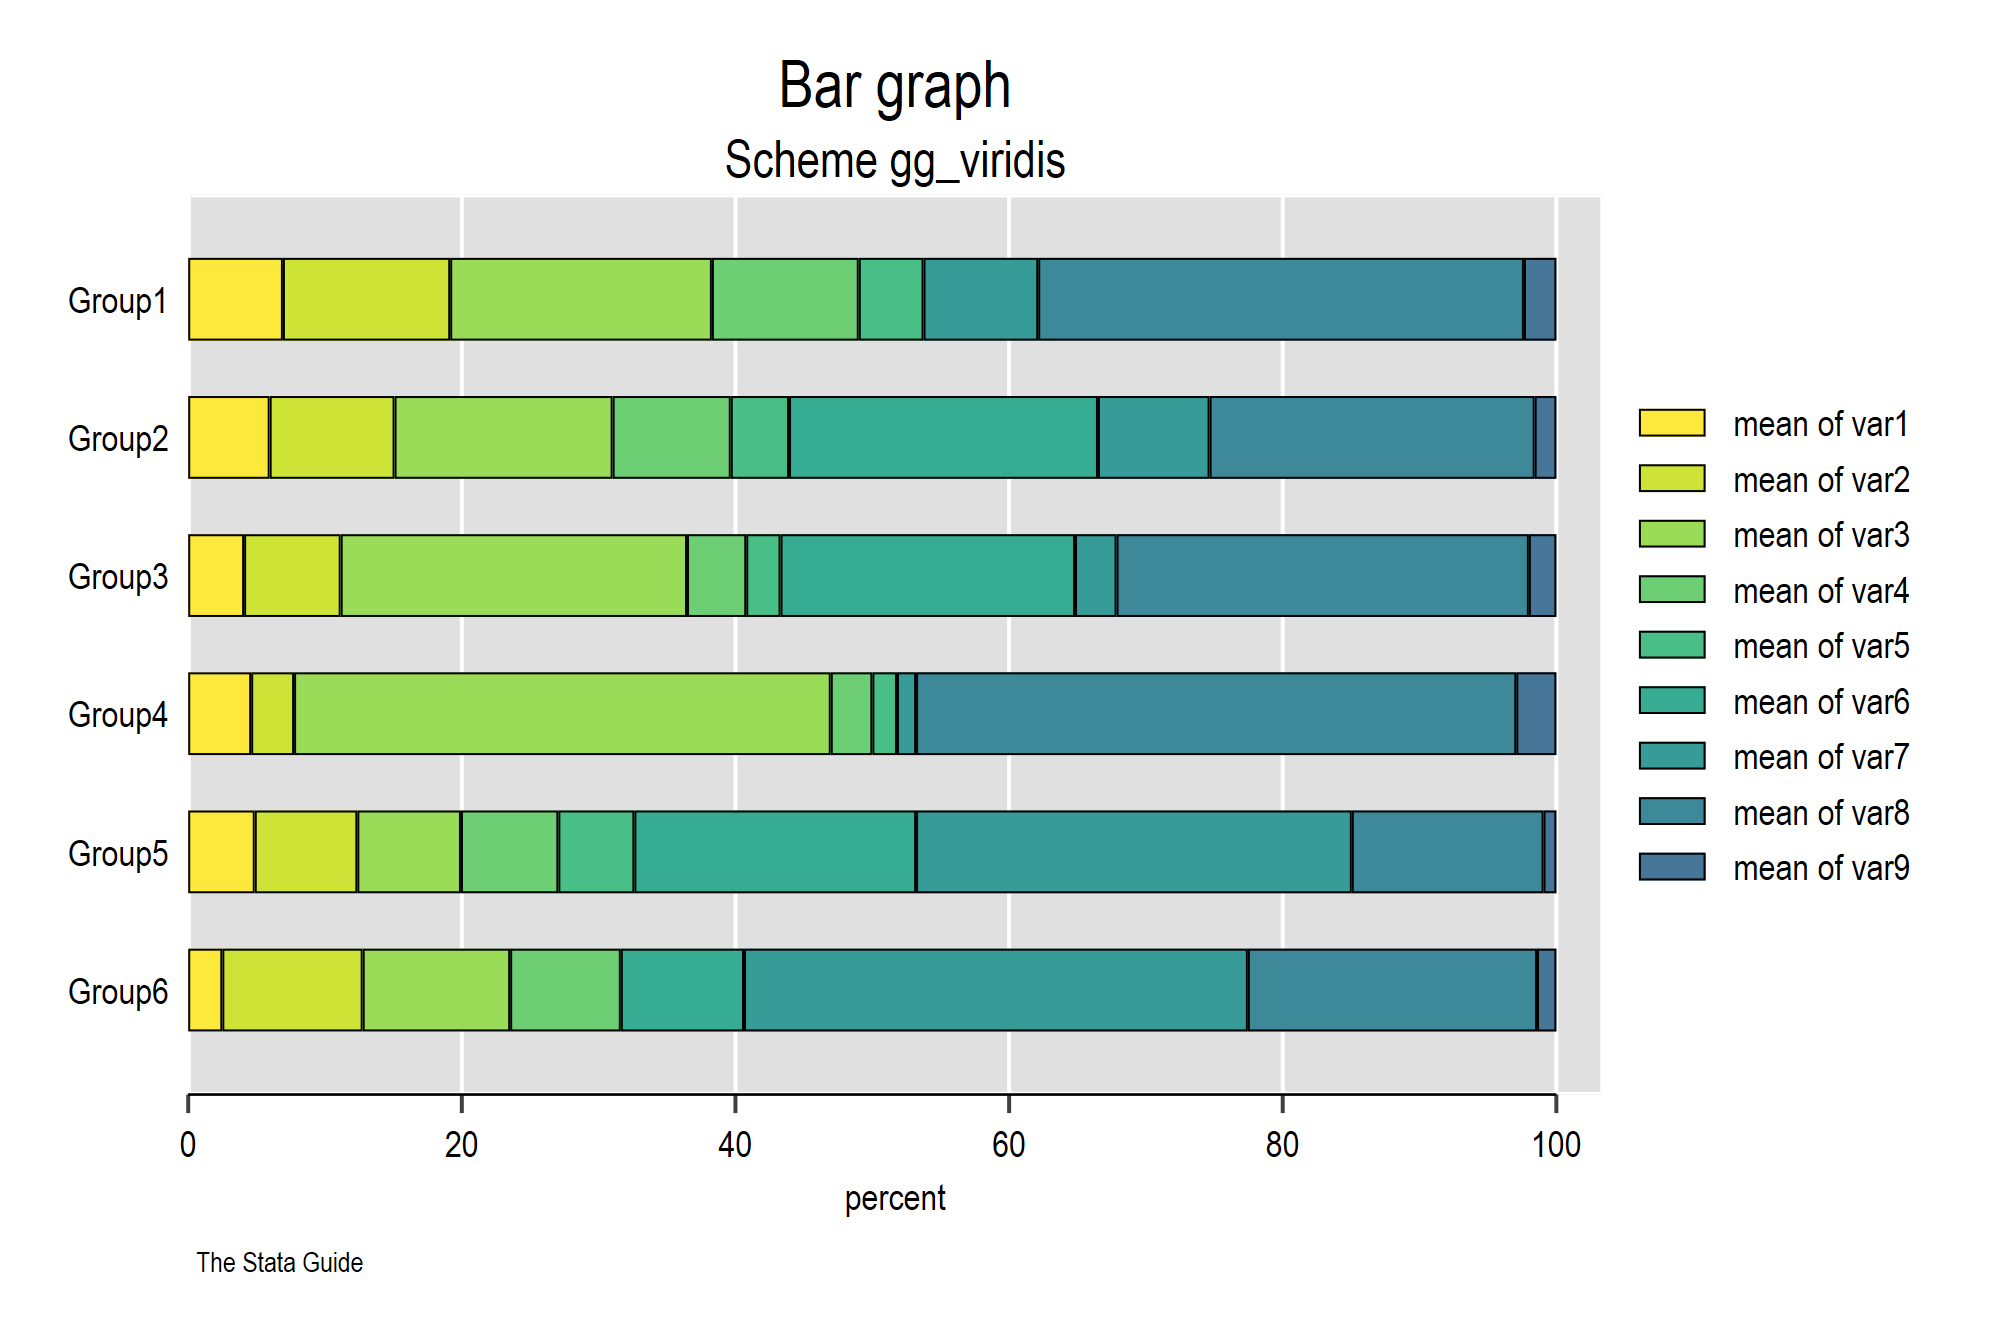 Bar graph
Scheme gg_viridis
Group1
Group2
Group3
Group4
Group5
Group6
mean of var1
mean of var2
mean of var3
mean of var4
mean of var5
mean of var6
mean of var7
mean of var8
mean of var9
0 20 40 60 80 100
percent
The Stata Guide